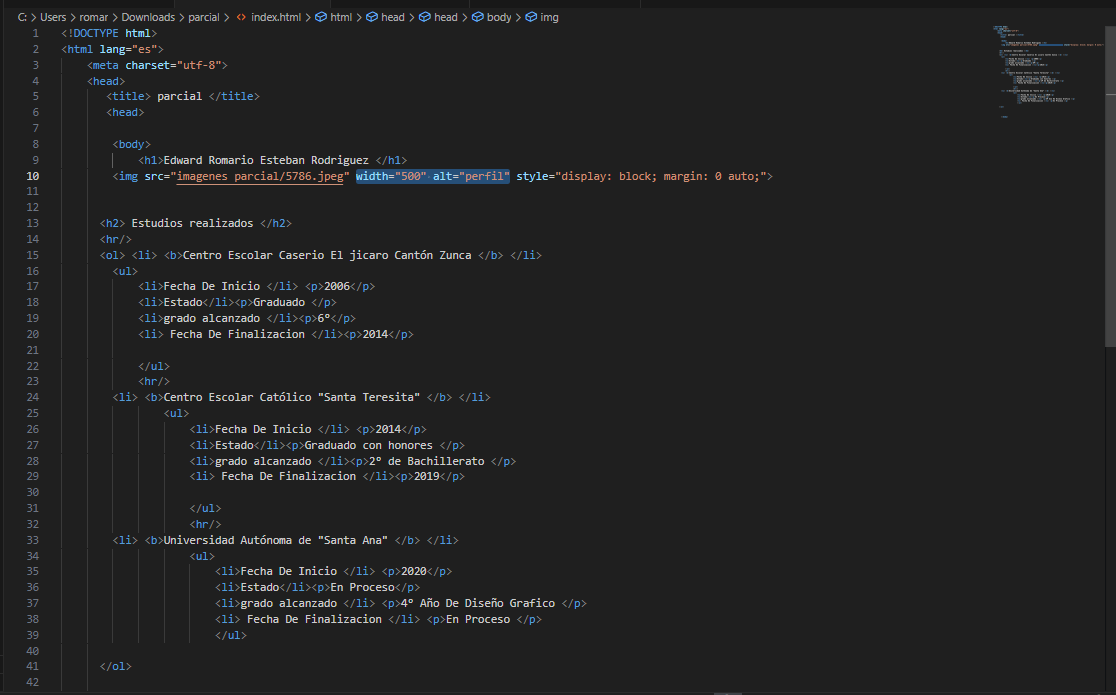 C: > Users > romar > Downloads > parcial > <> index.html > html > head > head > body > img
1 <!DOCTYPE html>
2 <html lang="es">
3 <meta charset="utf-8">
4 <head>
5 <title> parcial </title>
6 <head>
7
8 <body>
9 <h1>Edward Romario Esteban Rodriguez </h1>
10 <img src="imagenes parcial/5786.jpeg" width="500" alt="perfil" style="display: block; margin: 0 auto;">
11
12
13 <h2> Estudios realizados </h2>
14 <hr/>
15 <ol> <li> <b>Centro Escolar Caserio El jicaro Cantón Zunca </b> </li>
16 <ul>
17 <li>Fecha De Inicio </li> <p>2006</p>
18 <li>Estado</li><p>Graduado </p>
19 <li>grado alcanzado </li><p>6º</p>
20 <li> Fecha De Finalizacion </li><p>2014</p>
21
22 </ul>
23 <hr/>
24 <li> <b>Centro Escolar Católico "Santa Teresita" </b> </li>
25 <ul>
26 <li>Fecha De Inicio </li> <p>2014</p>
27 <li>Estado</li><p>Graduado con honores </p>
28 <li>grado alcanzado </li><p>2º de Bachillerato </p>
29 <li> Fecha De Finalizacion </li><p>2019</p>
30
31 </ul>
32 <hr/>
33 <li> <b>Universidad Autónoma de "Santa Ana" </b> </li>
34 <ul>
35 <li>Fecha De Inicio </li> <p>2020</p>
36 <li>Estado</li><p>En Proceso</p>
37 <li>grado alcanzado </li> <p>4º Año De Diseño Grafico </p>
38 <li> Fecha De Finalizacion </li> <p>En Proceso </p>
39 </ul>
40
41 </ol>
42